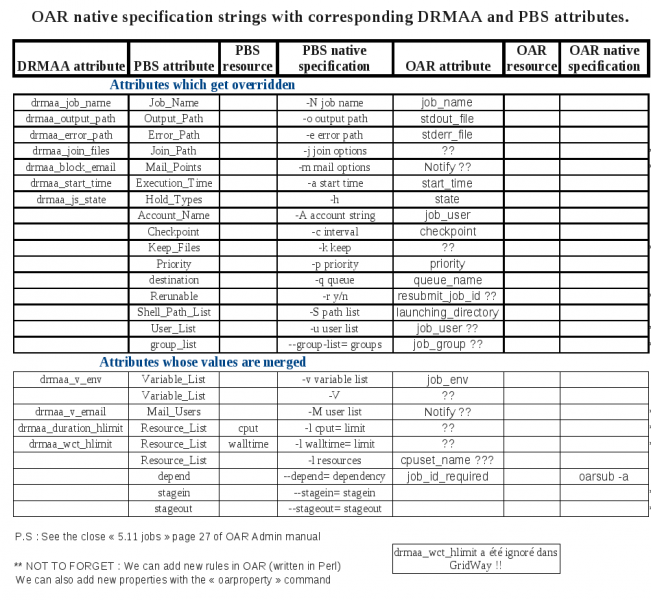 OAR native specification strings with corresponding DRMAA and PBS attributes.
DRMAA attribute PBS attribute PBS resource PBS native specification OAR attribute OAR resource OAR native specification
Attributes which get overridden
drmaa_job_name Job_Name -N job name job_name
drmaa_output_path Output_Path -o output path stdout_file
drmaa_error_path Error_Path -e error path stderr_file
drmaa_join_files Join_Path -j join options ??
drmaa_block_email Mail_Points -m mail options Notify ??
drmaa_start_time Execution_Time -a start time start_time
drmaa_js_state Hold_Types -h state
Account_Name -A account string job_user
Checkpoint -c interval checkpoint
Keep_Files -k keep ??
Priority -p priority priority
destination -q queue queue_name
Rerunable -r y/n resubmit_job_id ??
Shell_Path_List -S path list launching_directory
User_List -u user list job_user ??
group_list --group-list= groups job_group ??
Attributes whose values are merged
drmaa_v_env Variable_List -v variable list job_env
Variable_List -V ??
drmaa_v_email Mail_Users -M user list Notify ??
drmaa_duration_hlimit Resource_List cput -l cput= limit ??
drmaa_wct_hlimit Resource_List walltime -l walltime= limit ??
Resource_List -l resources cpuset_name ???
depend --depend= dependency job_id_required oarsub -a
stagein --stagein= stagein
stageout --stageout= stageout
P.S : See the close « 5.11 jobs » page 27 of OAR Admin manual
drmaa_wct_hlimit a été ignoré dans
GridWay !!
** NOT TO FORGET : We can add new rules in OAR (written in Perl)
We can also add new properties with the « oarproperty » command